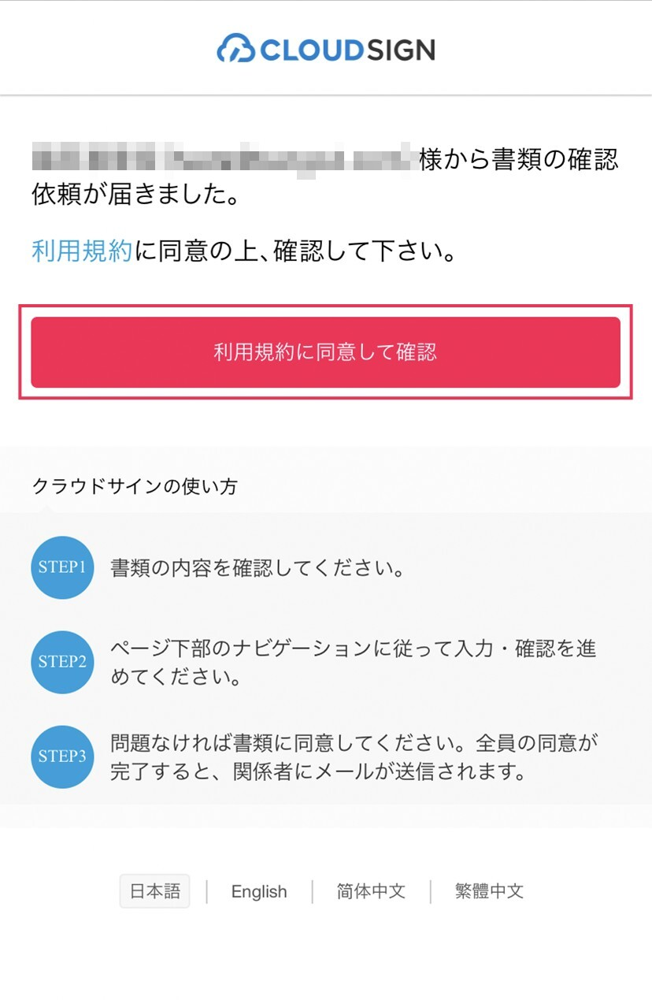 CLOUDSIGN
様から書類の確認
依頼が届きました。
利用規約に同意の上、確認して下さい。
利用規約に同意して確認
クラウドサインの使い方
STEP1 書類の内容を確認してください。
STEP2 ページ下部のナビゲーションに従って入力・確認を進
めてください。
STEP3 問題なければ書類に同意してください。全員の同意が
完了すると、関係者にメールが送信されます。
日本語 | English | 简体中文 | 繁體中文